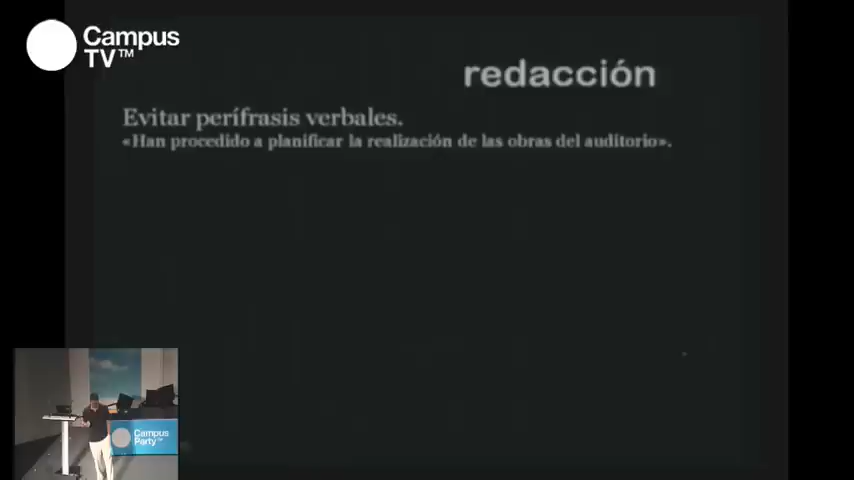 Campus
TV™
redacción
Evitar perífrasis verbales.
«Han procedido a planificar la realización de las obras del auditorio».
Campus
Party™